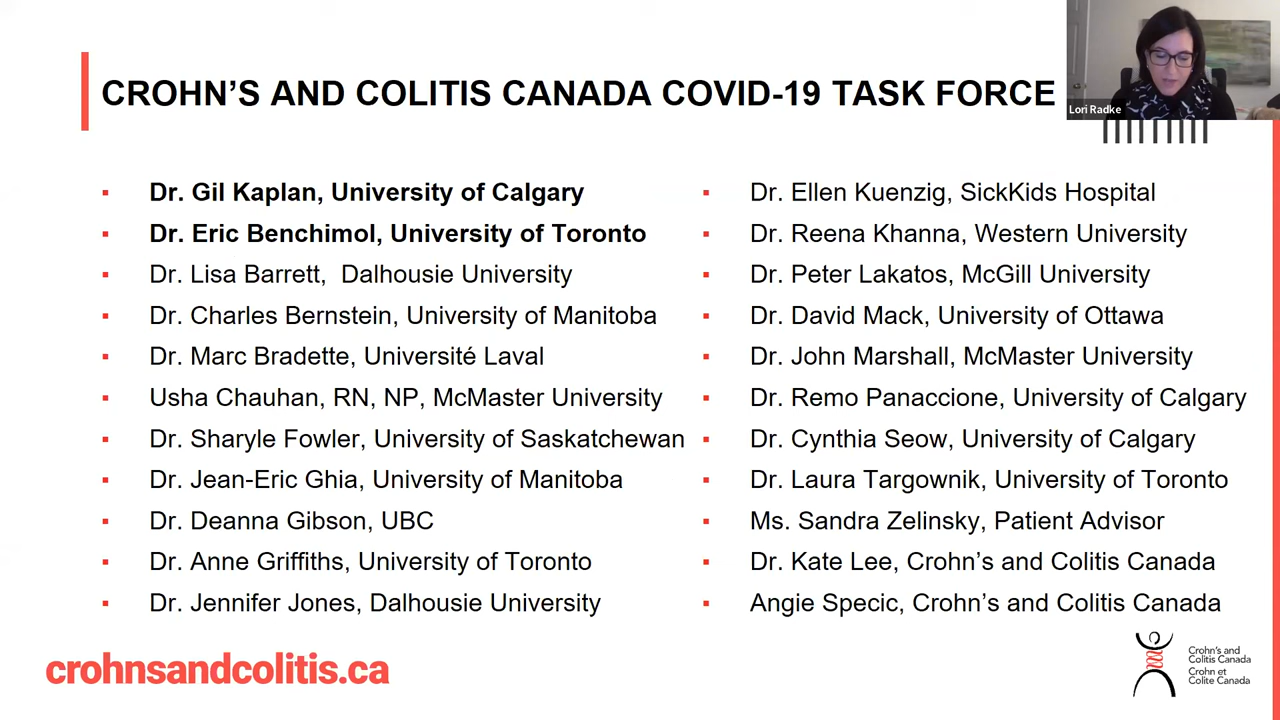 CROHN'S AND COLITIS CANADA COVID-19 TASK FORCE
Lori Radke
Dr. Gil Kaplan, University of Calgary
Dr. Eric Benchimol, University of Toronto
Dr. Lisa Barrett,  Dalhousie University
Dr. Charles Bernstein, University of Manitoba
Dr. Marc Bradette, Université Laval
Usha Chauhan, RN, NP, McMaster University
Dr. Sharyle Fowler, University of Saskatchewan
Dr. Jean-Eric Ghia, University of Manitoba
Dr. Deanna Gibson, UBC
Dr. Anne Griffiths, University of Toronto
Dr. Jennifer Jones, Dalhousie University
Dr. Ellen Kuenzig, SickKids Hospital
Dr. Reena Khanna, Western University
Dr. Peter Lakatos, McGill University
Dr. David Mack, University of Ottawa
Dr. John Marshall, McMaster University
Dr. Remo Panaccione, University of Calgary
Dr. Cynthia Seow, University of Calgary
Dr. Laura Targownik, University of Toronto
Ms. Sandra Zelinsky, Patient Advisor
Dr. Kate Lee, Crohn's and Colitis Canada
Angie Specic, Crohn's and Colitis Canada
crohnsandcolitis.ca
Crohn's and
Colitis Canada
Crohn et
Colite Canada